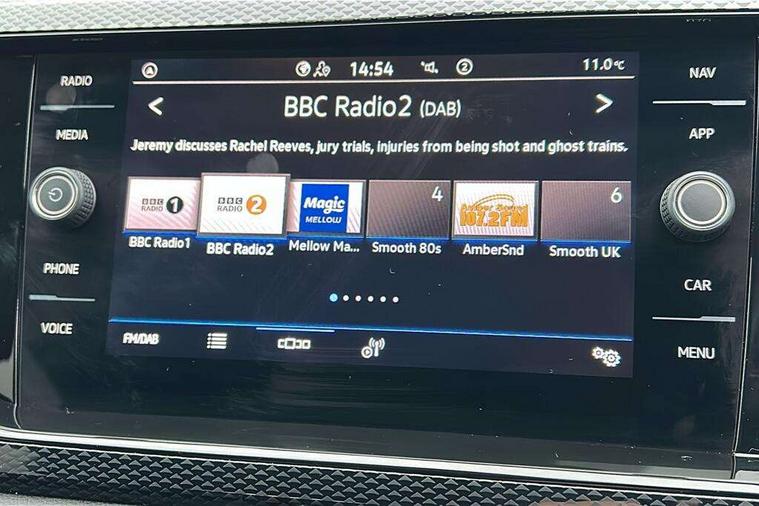 RADIO
MEDIA
PHONE
VOICE
14:54
2
11.0°C
BBC Radio2 (DAB)
Jeremy discusses Rachel Reeves, jury trials, injuries from being shot and ghost trains.
BBC RADIO 1
BBC RADIO 2
Magic MELLOW
4
Amber Sound 107.2FM
6
BBC Radio1
BBC Radio2
Mellow Ma...
Smooth 80s
AmberSnd
Smooth UK
FM/DAB
NAV
APP
CAR
MENU